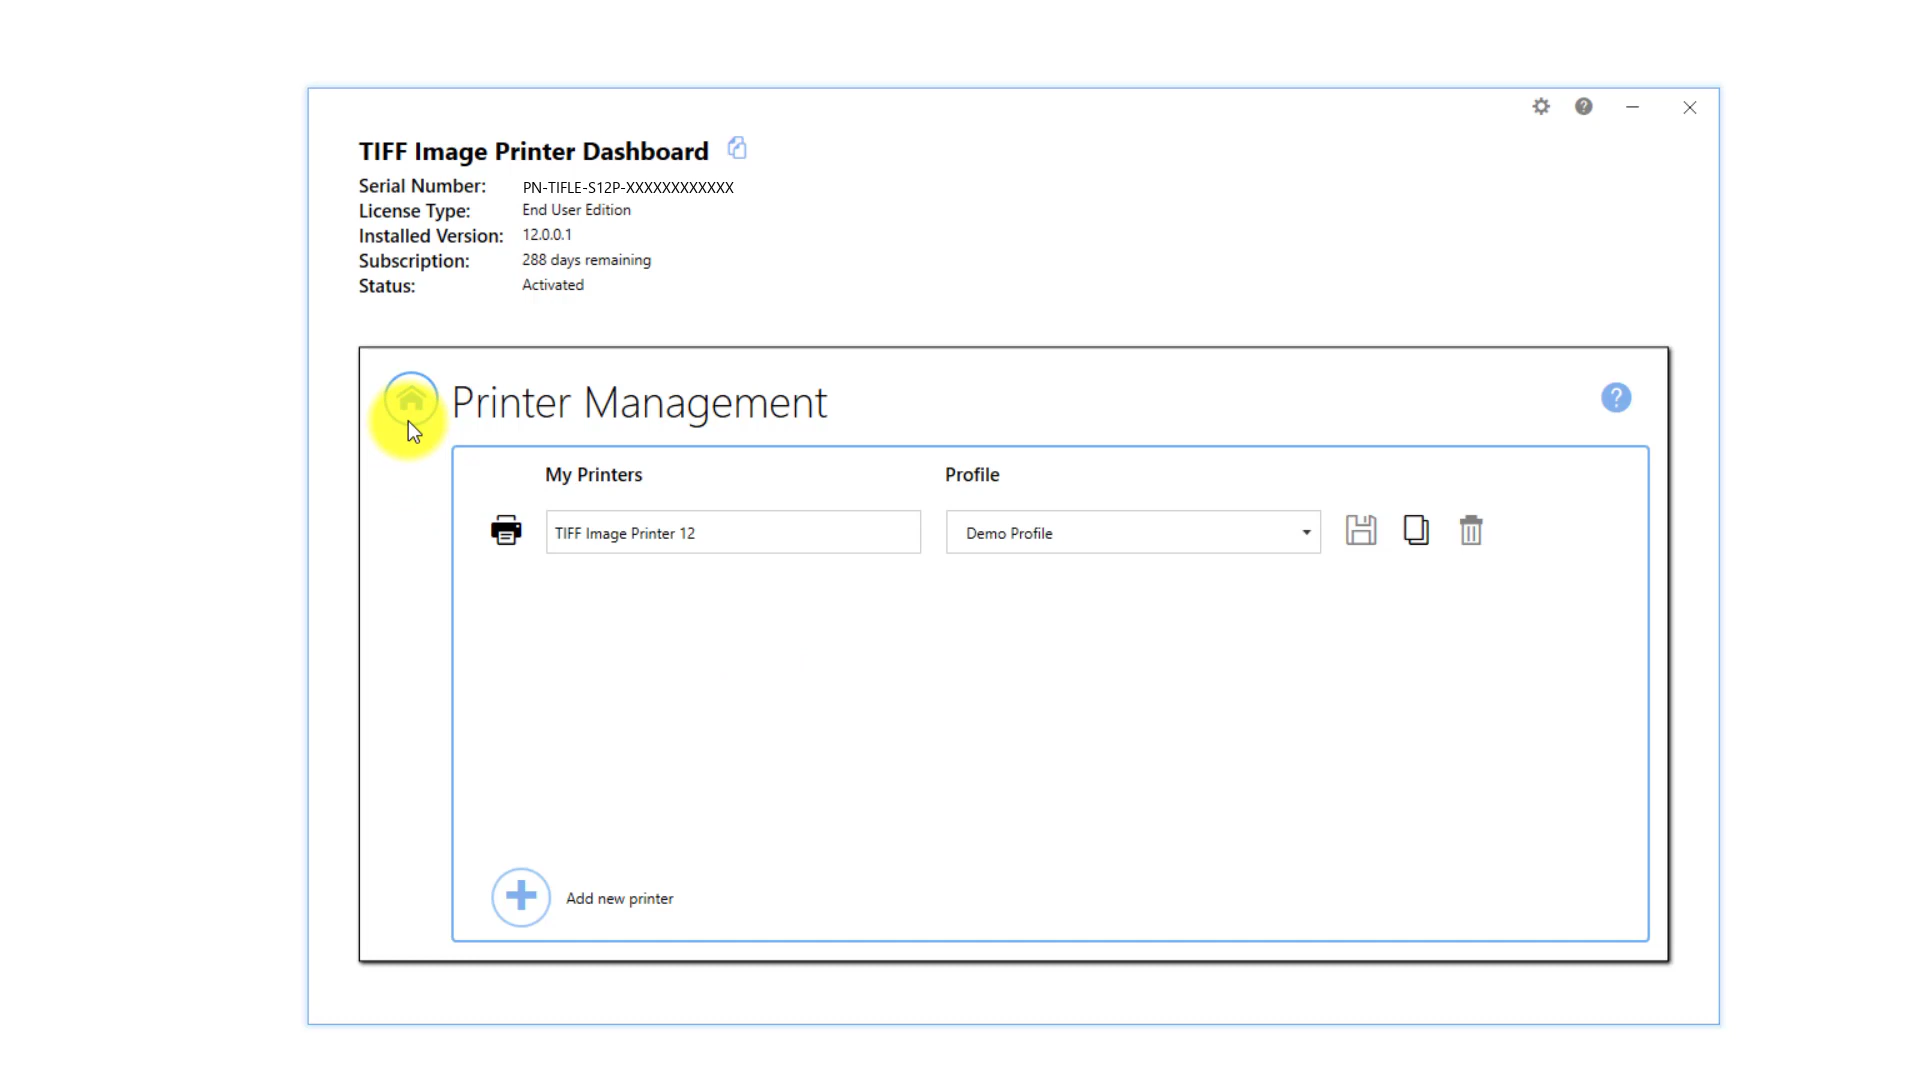 TIFF Image Printer Dashboard
Serial Number: PN-TIFLE-S12P-XXXXXXXXXXXX
License Type: End User Edition
Installed Version: 12.0.0.1
Subscription: 288 days remaining
Status: Activated
Printer Management
?
My Printers Profile
TIFF Image Printer 12 Demo Profile
Add new printer